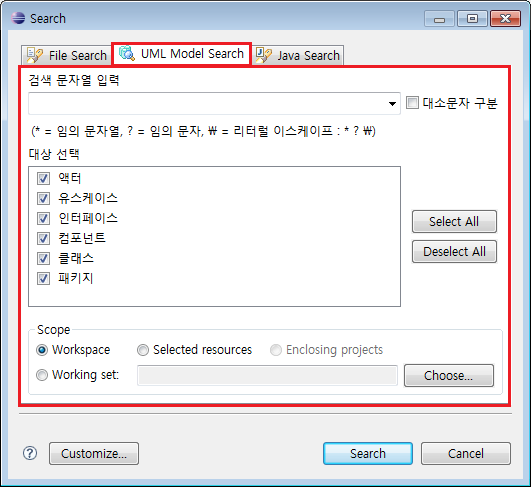 Search
File Search
UML Model Search
Java Search
검색 문자열 입력
대소문자 구분
(* = 임의 문자열, ? = 임의 문자, ₩ = 리터럴 이스케이프 : * ? ₩)
대상 선택
액터
유스케이스
인터페이스
컴포넌트
클래스
패키지
Select All
Deselect All
Scope
Workspace
Selected resources
Enclosing projects
Working set:
Choose...
?
Customize...
Search
Cancel